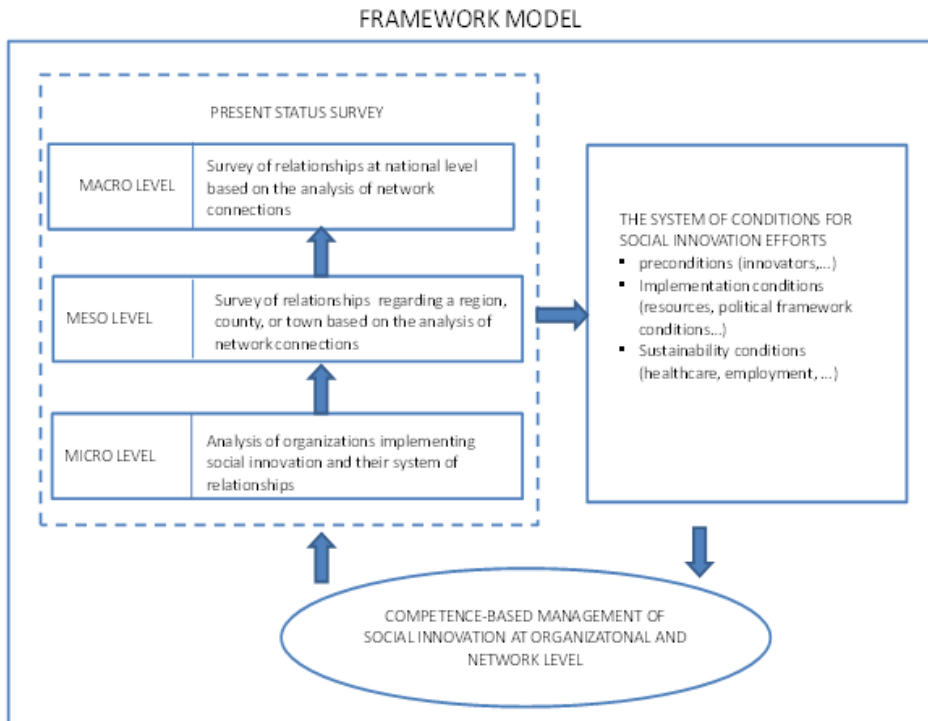 FRAMEWORK MODEL
PRESENT STATUS SURVEY
MACRO LEVEL
Survey of relationships at national level
based on the analysis of network
connections
MESO LEVEL
Survey of relationships regarding a region,
county, or town based on the analysis of
network connections
MICRO LEVEL
Analysis of organizations implementing
social innovation and their system of
relationships
THE SYSTEM OF CONDITIONS FOR
SOCIAL INNOVATION EFFORTS
▪ preconditions (innovators,...)
▪ Implementation conditions
(resources, political framework
conditions...)
▪ Sustainability conditions
(healthcare, employment, ...)
COMPETENCE-BASED MANAGEMENT OF
SOCIAL INNOVATION AT ORGANIZATONAL AND
NETWORK LEVEL